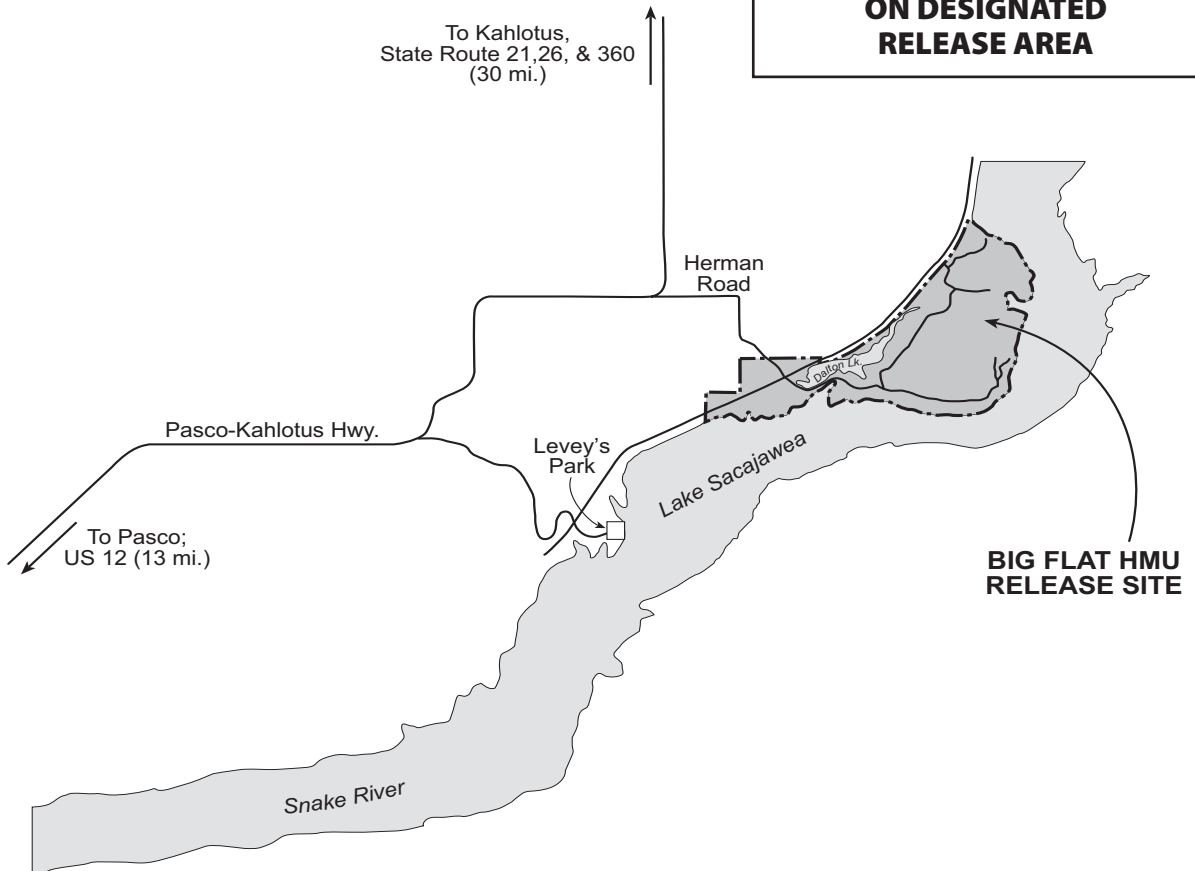 ON DESIGNATED
RELEASE AREA
To Kahlotus,
State Route 21,26, & 360
(30 mi.)
Herman
Road
Dalton Lk.
Pasco-Kahlotus Hwy.
Levey's
Park
Lake Sacajawea
To Pasco;
US 12 (13 mi.)
BIG FLAT HMU
RELEASE SITE
Snake River